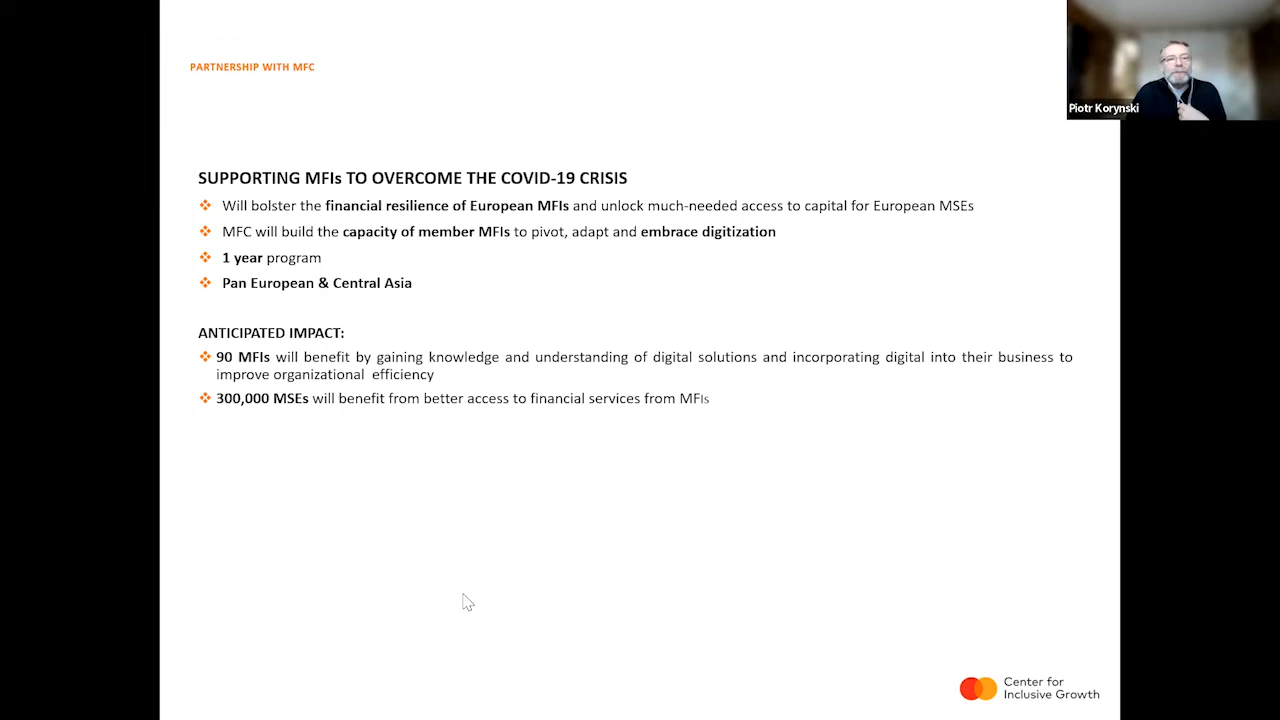 PARTNERSHIP WITH MFC
Piotr Korynski
SUPPORTING MFIs TO OVERCOME THE COVID-19 CRISIS
❖ Will bolster the financial resilience of European MFIs and unlock much-needed access to capital for European MSEs
❖ MFC will build the capacity of member MFIs to pivot, adapt and embrace digitization
❖ 1 year program
❖ Pan European & Central Asia
ANTICIPATED IMPACT:
❖ 90 MFIs will benefit by gaining knowledge and understanding of digital solutions and incorporating digital into their business to
improve organizational efficiency
❖ 300,000 MSEs will benefit from better access to financial services from MFIs
Center for
Inclusive Growth